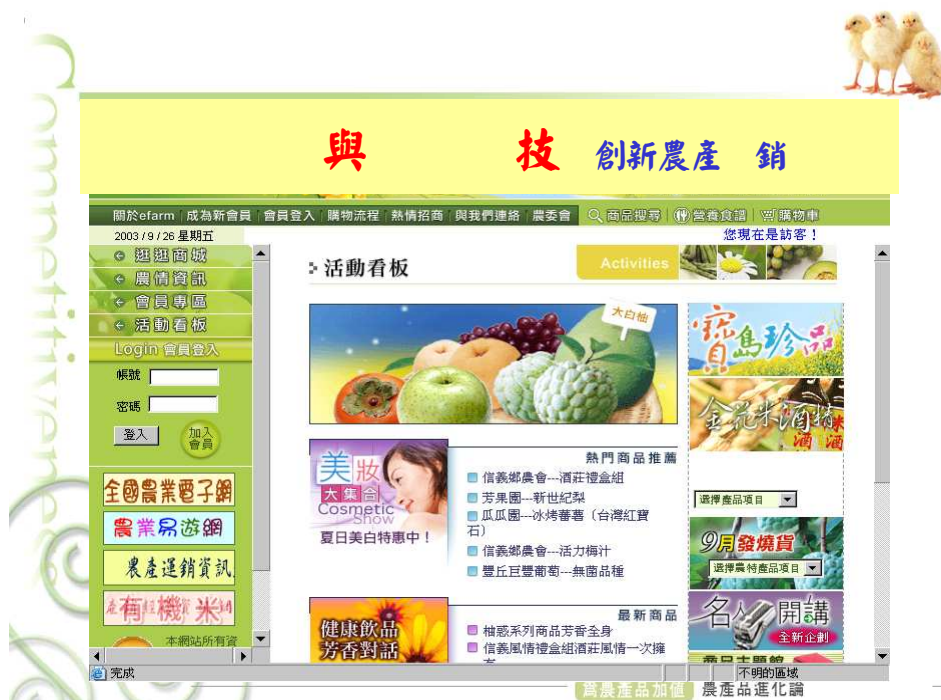 Competitiveness
與 技 創新農產 銷
關於efarm 成為新會員 會員登入 購物流程 熱情招商 與我們連絡 農委會 商品搜尋 營養食譜 購物車
2003 / 9 / 26 星期五
您現在是訪客！
逛逛商城
農情資訊
會員專區
活動看板
Login 會員登入
帳號
密碼
登入
加入會員
全國農業電子網
農業易遊網
農產運銷資訊
有機米
本網站所有資
活動看板
Activities
大白柚
美妝
大集合
Cosmetic
Show
夏日美白特惠中！
熱門商品推薦
信義鄉農會---酒莊禮盒組
芳果園---新世紀梨
瓜瓜園---冰烤蕃薯〔台灣紅寶
石〕
信義鄉農會---活力梅汁
豐丘巨豐葡萄---無菌品種
健康飲品
芳香對話
最新商品
柚惑系列商品芳香全身
信義風情禮盒組酒莊風情一次擁
寶島珍品
選擇產品項目
9月發燒貨
選擇農特產品項目
名人開講
全新企劃
完成
不明的區域
為農產品加值 農產品進化論